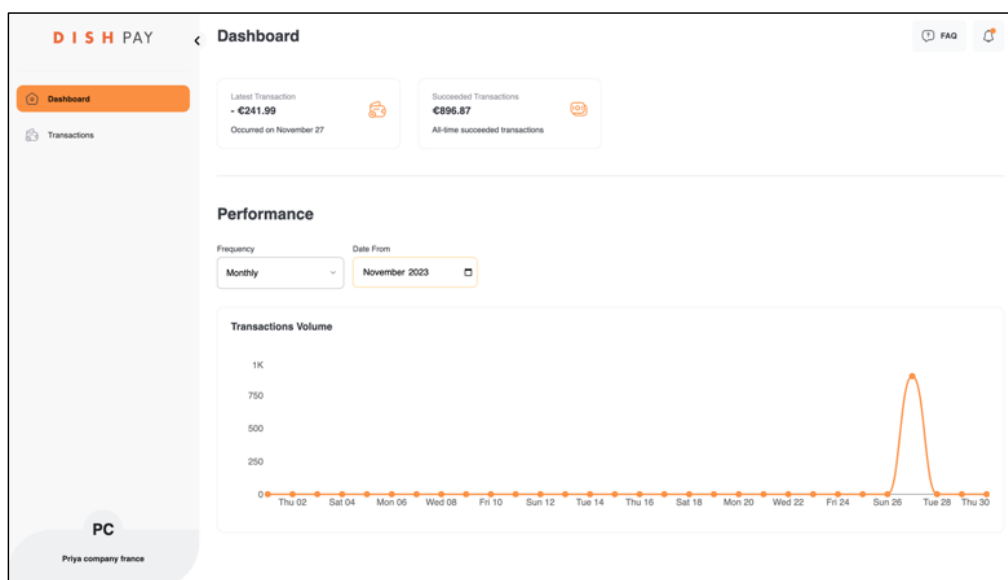 DISH PAY
Dashboard
FAQ
Dashboard
Transactions
Latest Transaction
- €241.99
Occurred on November 27
Succeeded Transactions
€896.87
All-time succeeded transactions
Performance
Frequency
Monthly
Date From
November 2023
Transactions Volume
1K
750
500
250
0
Thu 02 Sat 04 Mon 06 Wed 08 Fri 10 Sun 12 Tue 14 Thu 16 Sat 18 Mon 20 Wed 22 Fri 24 Sun 26 Tue 28 Thu 30
PC
Priya company france